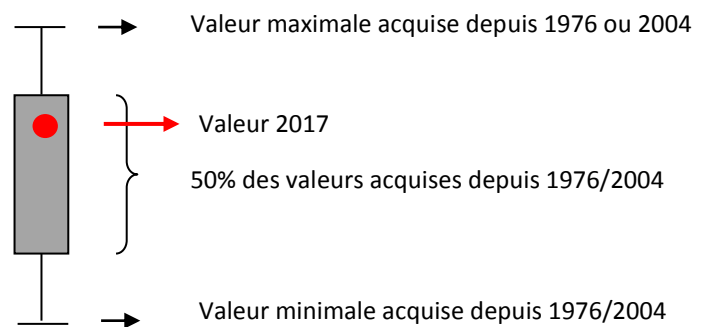 Valeur maximale acquise depuis 1976 ou 2004
Valeur 2017
50% des valeurs acquises depuis 1976/2004
Valeur minimale acquise depuis 1976/2004